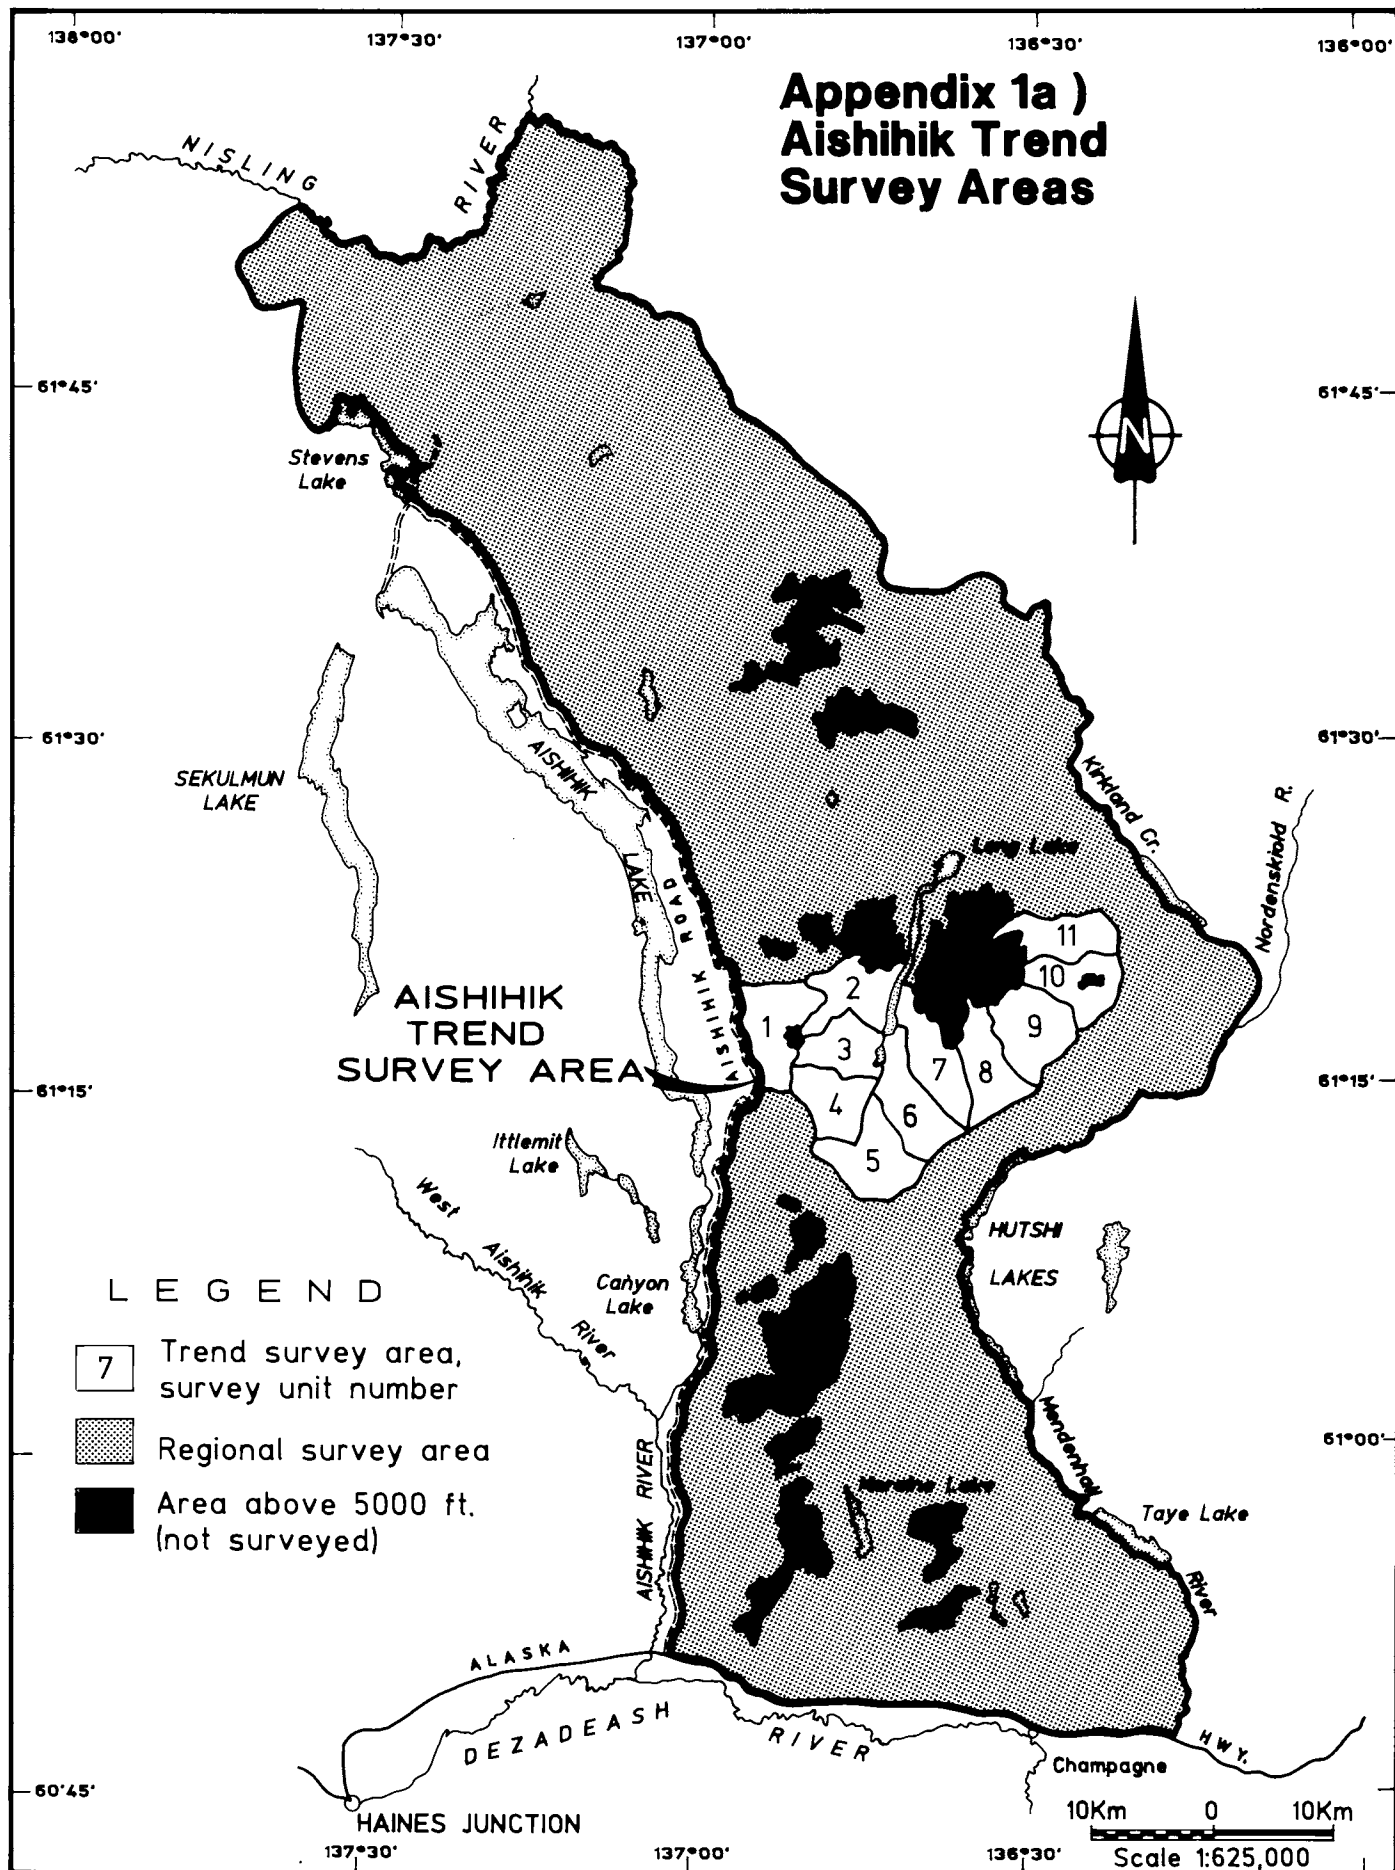 138°00'
137°30'
137°00'
136°30'
136°00'
Appendix 1a )
Aishihik Trend
Survey Areas
NISLING
RIVER
61°45'
61°45'
N
Stevens
Lake
61°30'
61°30'
SEKULMUN
LAKE
AISHIHIK
LAKE
AISHIHIK ROAD
Kirkland Cr.
Nordenskiold R.
Long Lake
11
10
9
8
7
6
5
4
3
2
1
AISHIHIK
TREND
SURVEY AREA
61°15'
61°15'
Ittlemit
Lake
West
Aishihik
River
HUTSHI
LAKES
Canyon
Lake
LEGEND
7
Trend survey area,
survey unit number
Regional survey area
Area above 5000 ft.
(not surveyed)
61°00'
AISHIHIK RIVER
Mendenhall
River
Taye Lake
ALASKA
HWY.
DEZADEASH
RIVER
Champagne
60°45'
HAINES JUNCTION
10Km 0 10Km
Scale 1:625,000
137°30'
137°00'
136°30'